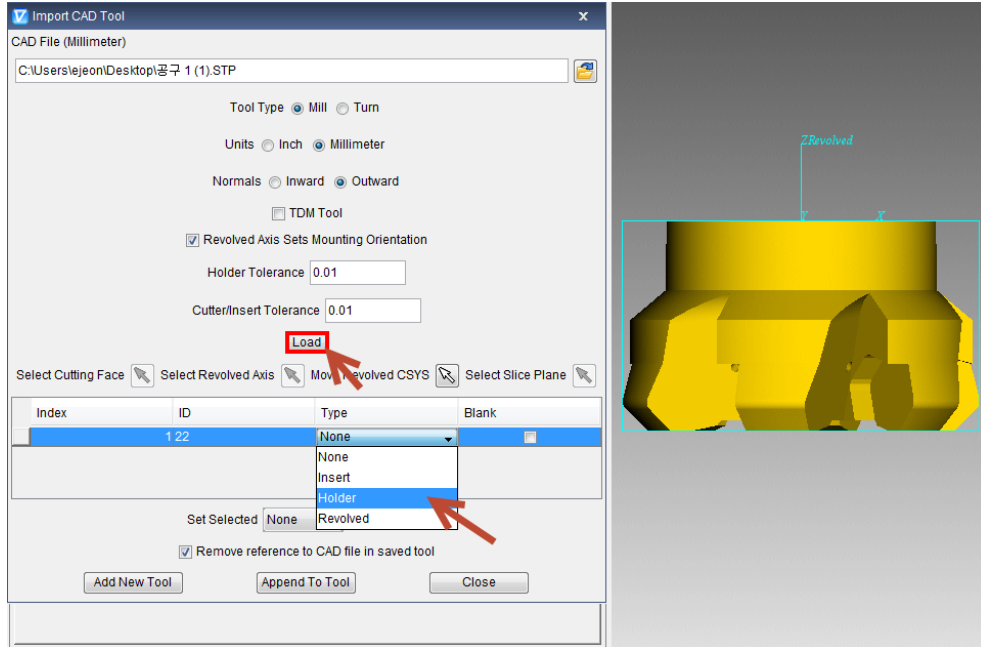 Import CAD Tool x
CAD File (Millimeter)
C:\Users\ejeon\Desktop\공구 1 (1).STP
Tool Type Mill Turn
Units Inch Millimeter
Normals Inward Outward
TDM Tool
Revolved Axis Sets Mounting Orientation
Holder Tolerance 0.01
Cutter/Insert Tolerance 0.01
Load
Select Cutting Face Select Revolved Axis Move Revolved CSYS Select Slice Plane
Index ID Type Blank
1 22 None
None
Insert
Holder
Set Selected None Revolved
Remove reference to CAD file in saved tool
Add New Tool Append To Tool Close
ZRevolved
Y X